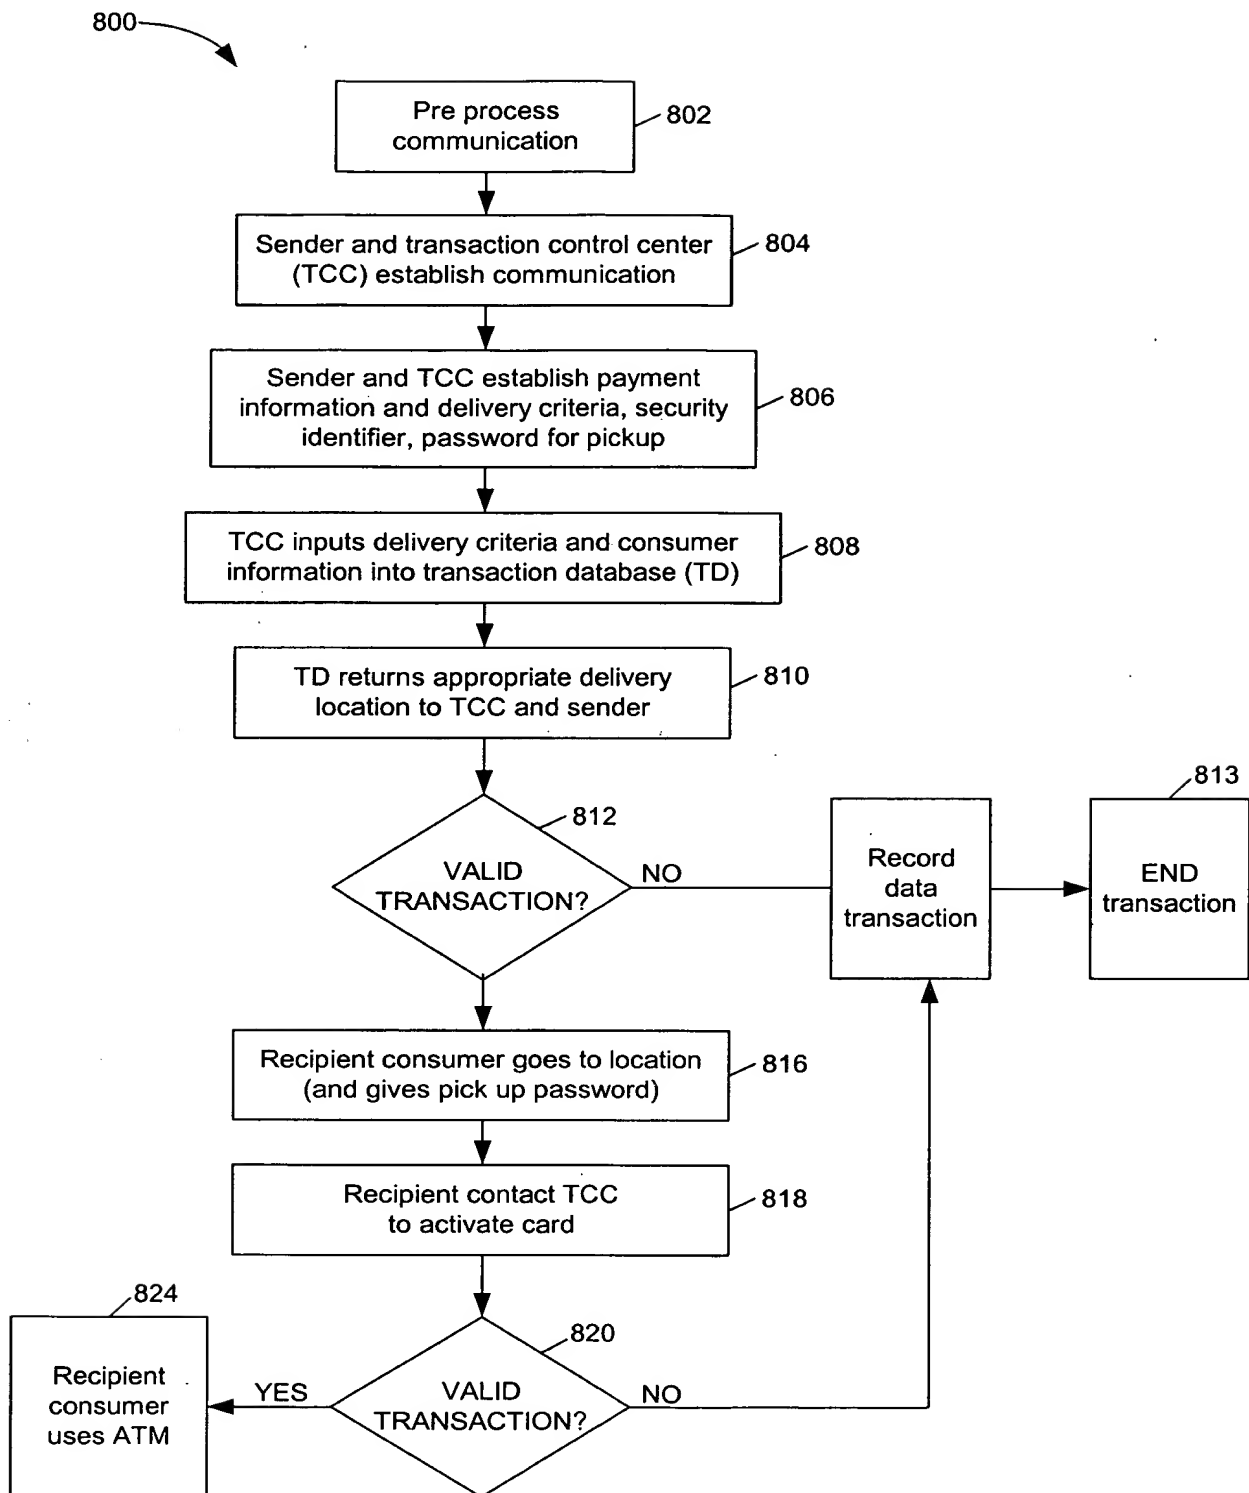 800
Pre process
communication
802
Sender and transaction control center
(TCC) establish communication
804
Sender and TCC establish payment
information and delivery criteria, security
identifier, password for pickup
806
TCC inputs delivery criteria and consumer
information into transaction database (TD)
808
TD returns appropriate delivery
location to TCC and sender
810
VALID
TRANSACTION?
812
NO
Record
data
transaction
END
transaction
813
Recipient consumer goes to location
(and gives pick up password)
816
Recipient contact TCC
to activate card
818
VALID
TRANSACTION?
820
NO
YES
Recipient
consumer
uses ATM
824